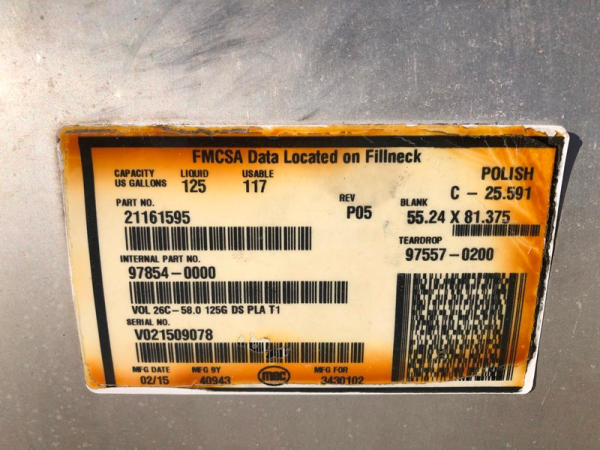 FMCSA Data Located on Fillneck
CAPACITY LIQUID USABLE
US GALLONS 125 117
POLISH
C - 25.591
PART NO.
21161595
REV
P05
BLANK
55.24 X 81.375
TEARDROP
97557-0200
INTERNAL PART NO.
97854-0000
VOL 26C-58.0 125G DS PLA T1
SERIAL NO.
V021509078
MFG DATE MFG BY MFG FOR
02/15 40943 mec 3430102